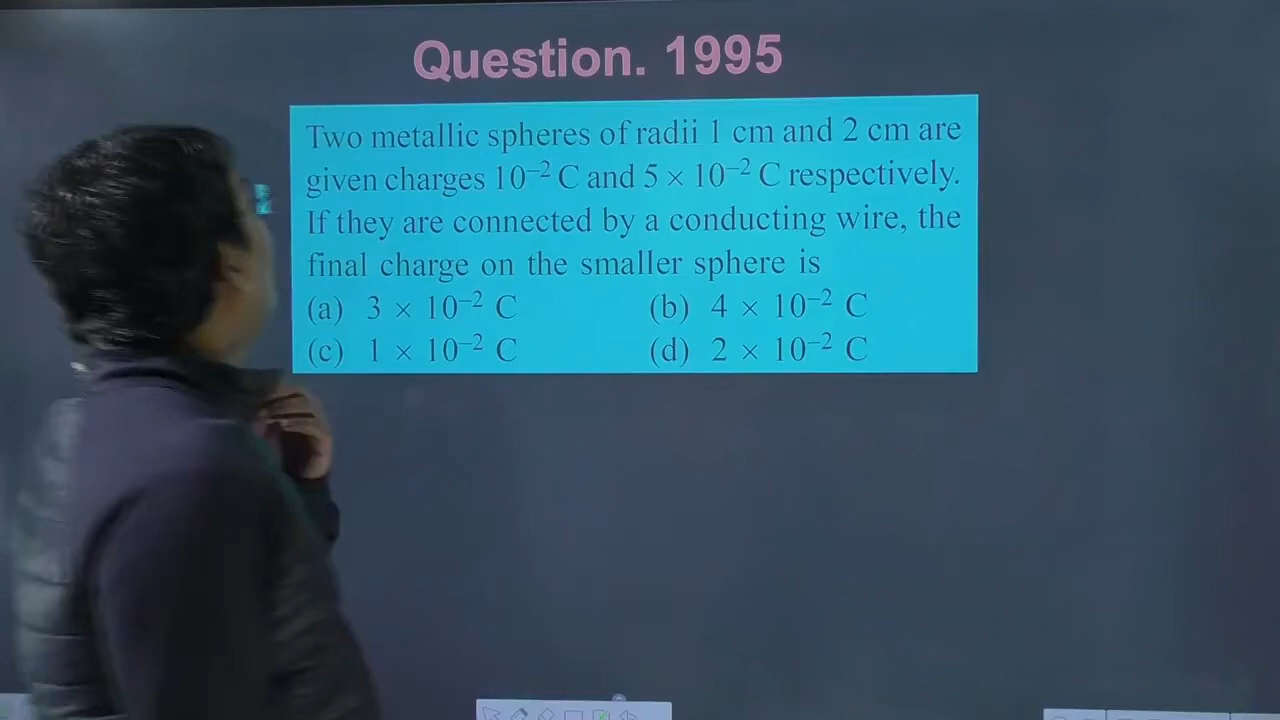 Question. 1995
Two metallic spheres of radii 1 cm and 2 cm are
given charges 10⁻² C and 5 × 10⁻² C respectively.
If they are connected by a conducting wire, the
final charge on the smaller sphere is
(a) 3 × 10⁻² C (b) 4 × 10⁻² C
(c) 1 × 10⁻² C (d) 2 × 10⁻² C